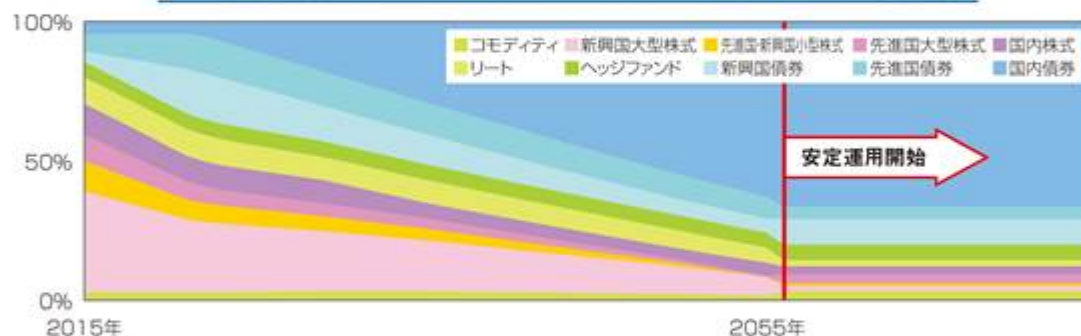 100%
コモディティ 新興国大型株式 先進国・新興国小型株式 先進国大型株式 国内株式
リート ヘッジファンド 新興国債券 先進国債券 国内債券
50%
安定運用開始
0%
2015年 2055年